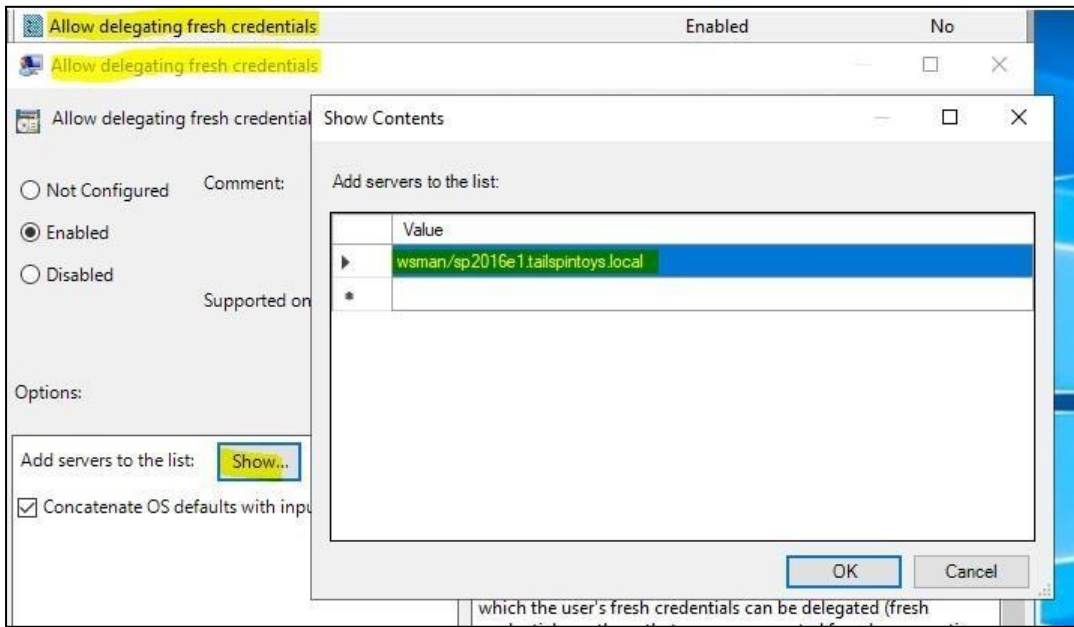 Allow delegating fresh credentials Enabled No
Allow delegating fresh credentials
Allow delegating fresh credential
Show Contents
Not Configured
Comment:
Add servers to the list:
Enabled
Value
Disabled
wsman/sp2016e1.tailspintoys.local
Supported on
Options:
Add servers to the list: Show...
Concatenate OS defaults with inpu
OK Cancel
which the user's fresh credentials can be delegated (fresh